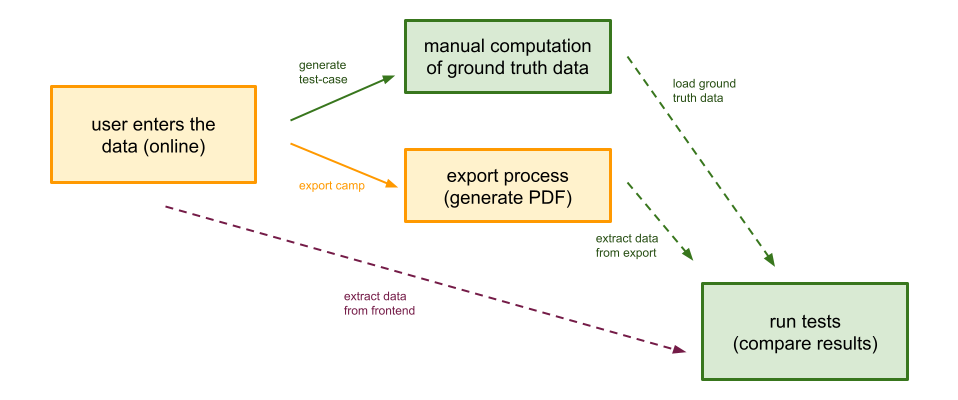 manual computation
of ground truth data
generate
test-case
load ground
truth data
user enters the
data (online)
export process
(generate PDF)
export camp
extract data
from export
extract data
from frontend
run tests
(compare results)